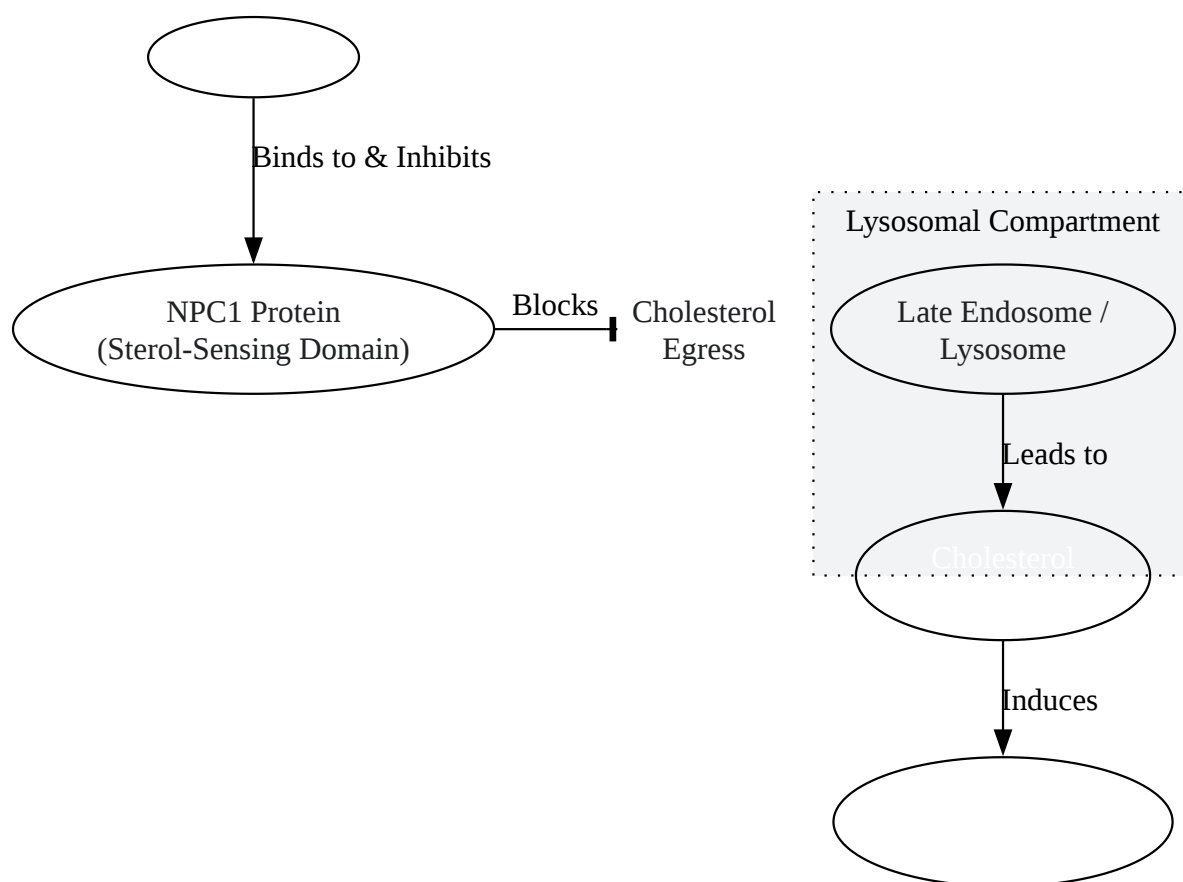 Binds to & Inhibits
NPC1 Protein
(Sterol-Sensing Domain)
Blocks
Cholesterol
Egress
Lysosomal Compartment
Late Endosome /
Lysosome
Leads to
Cholesterol
Induces